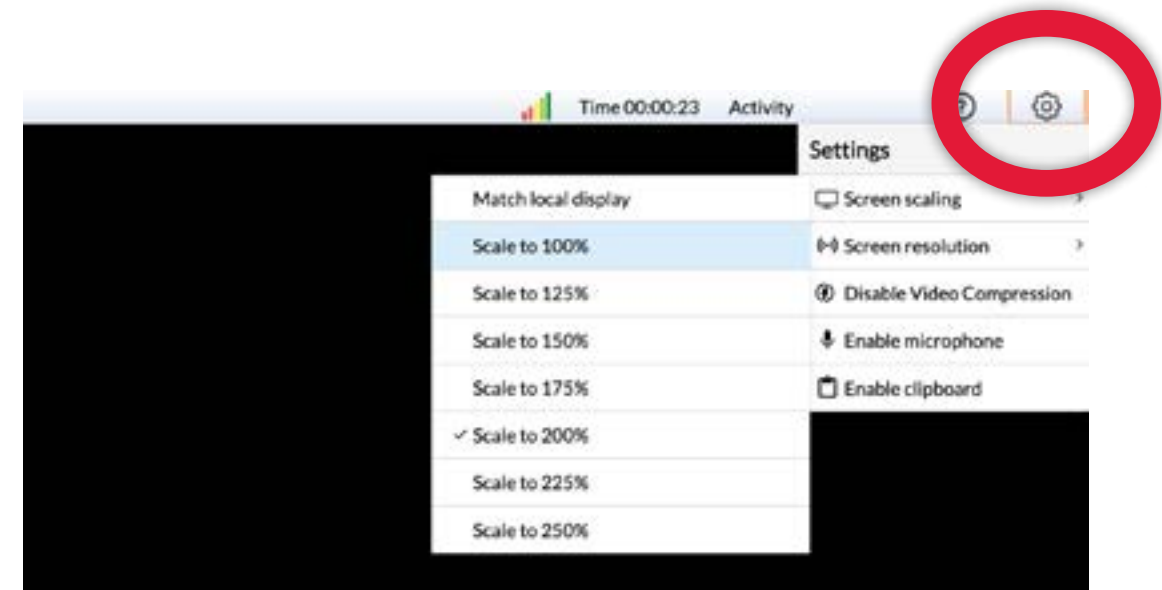 Time 00:00:23 Activity
Settings
Screen scaling
Screen resolution
Disable Video Compression
Enable microphone
Enable clipboard
Match local display
Scale to 100%
Scale to 125%
Scale to 150%
Scale to 175%
Scale to 200%
Scale to 225%
Scale to 250%